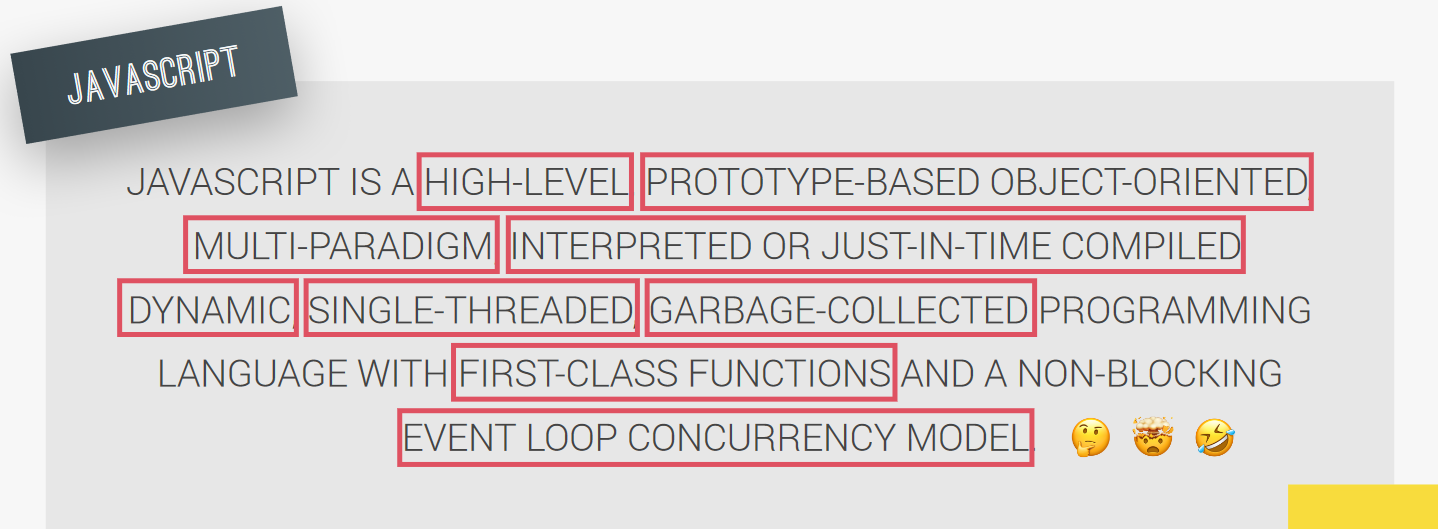 JAVASCRIPT
JAVASCRIPT IS A HIGH-LEVEL, PROTOTYPE-BASED OBJECT-ORIENTED,
MULTI-PARADIGM, INTERPRETED OR JUST-IN-TIME COMPILED,
DYNAMIC, SINGLE-THREADED, GARBAGE-COLLECTED PROGRAMMING
LANGUAGE WITH FIRST-CLASS FUNCTIONS AND A NON-BLOCKING
EVENT LOOP CONCURRENCY MODEL. 🤔 🤯 🤣